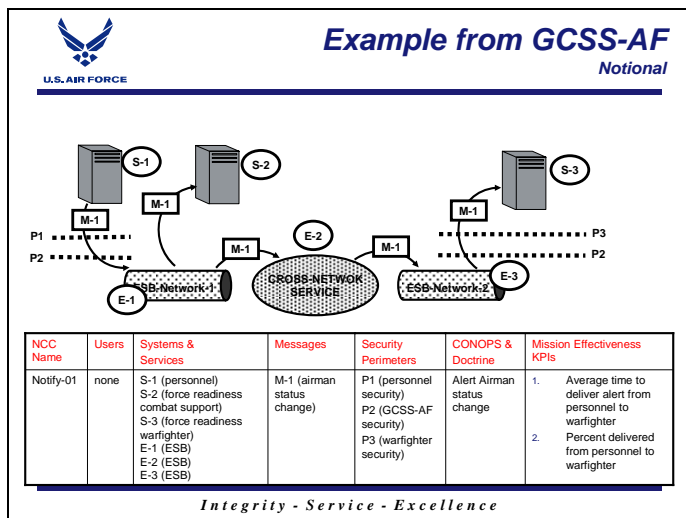 Example from GCSS-AF
Notional
U.S. AIR FORCE
S-1
S-2
S-3
M-1
M-1
M-1
M-1
M-1
P1
P2
P3
P2
E-2
E-1
E-3
ESB-Network-1
CROSS-NETWOK
SERVICE
ESB-Network-2
NCC
Name
Users
Systems &
Services
Messages
Security
Perimeters
CONOPS &
Doctrine
Mission Effectiveness
KPIs
Notify-01
none
S-1 (personnel)
S-2 (force readiness
combat support)
S-3 (force readiness
warfighter)
E-1 (ESB)
E-2 (ESB)
E-3 (ESB)
M-1 (airman
status
change)
P1 (personnel
security)
P2 (GCSS-AF
security)
P3 (warfighter
security)
Alert Airman
status
change
1. Average time to
deliver alert from
personnel to
warfighter
2. Percent delivered
from personnel to
warfighter
Integrity - Service - Excellence